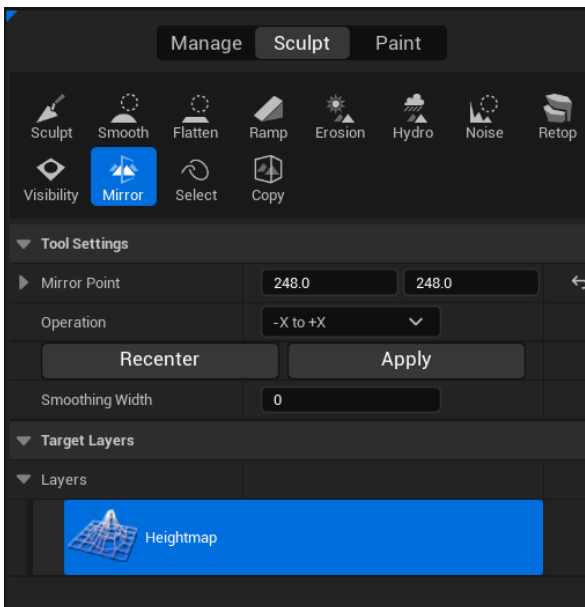 Manage Sculpt Paint
Sculpt Smooth Flatten Ramp Erosion Hydro Noise Retop
Visibility Mirror Select Copy
Tool Settings
Mirror Point 248.0 248.0
Operation -X to +X
Recenter Apply
Smoothing Width 0
Target Layers
Layers
Heightmap